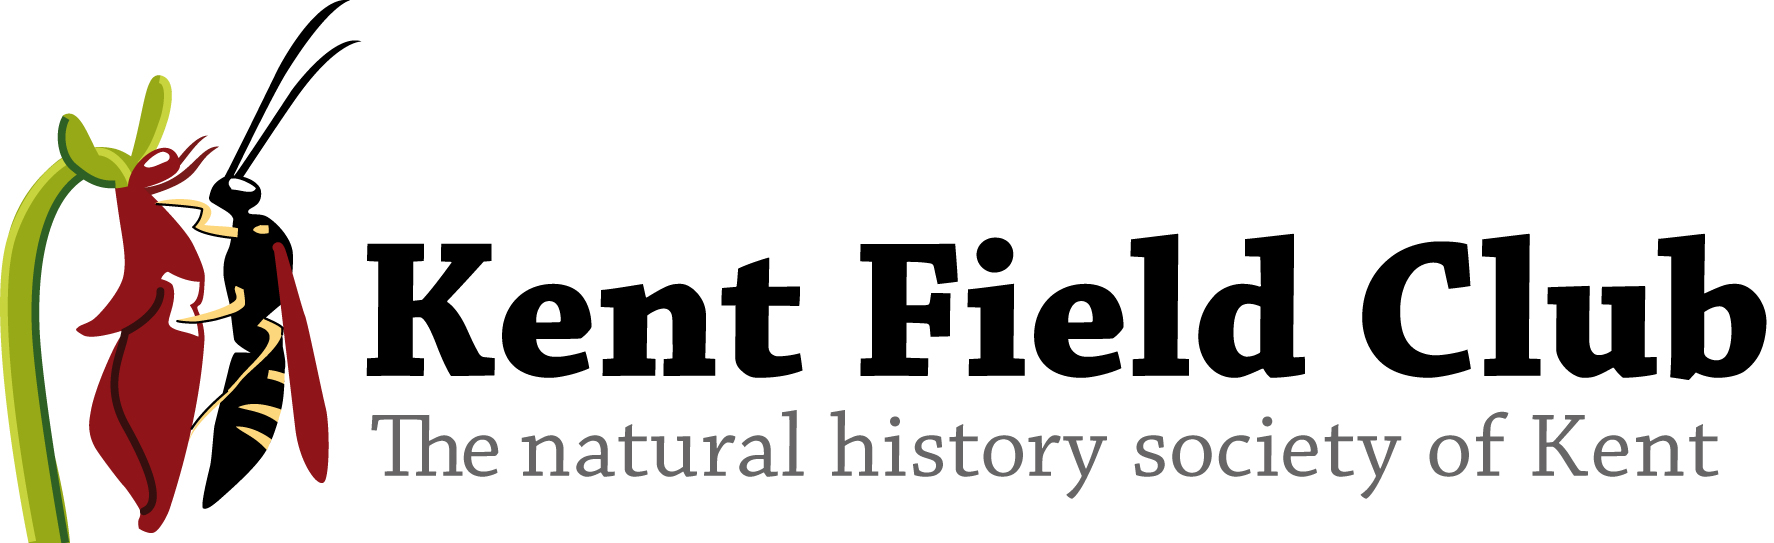 Kent Field Club
The natural history society of Kent